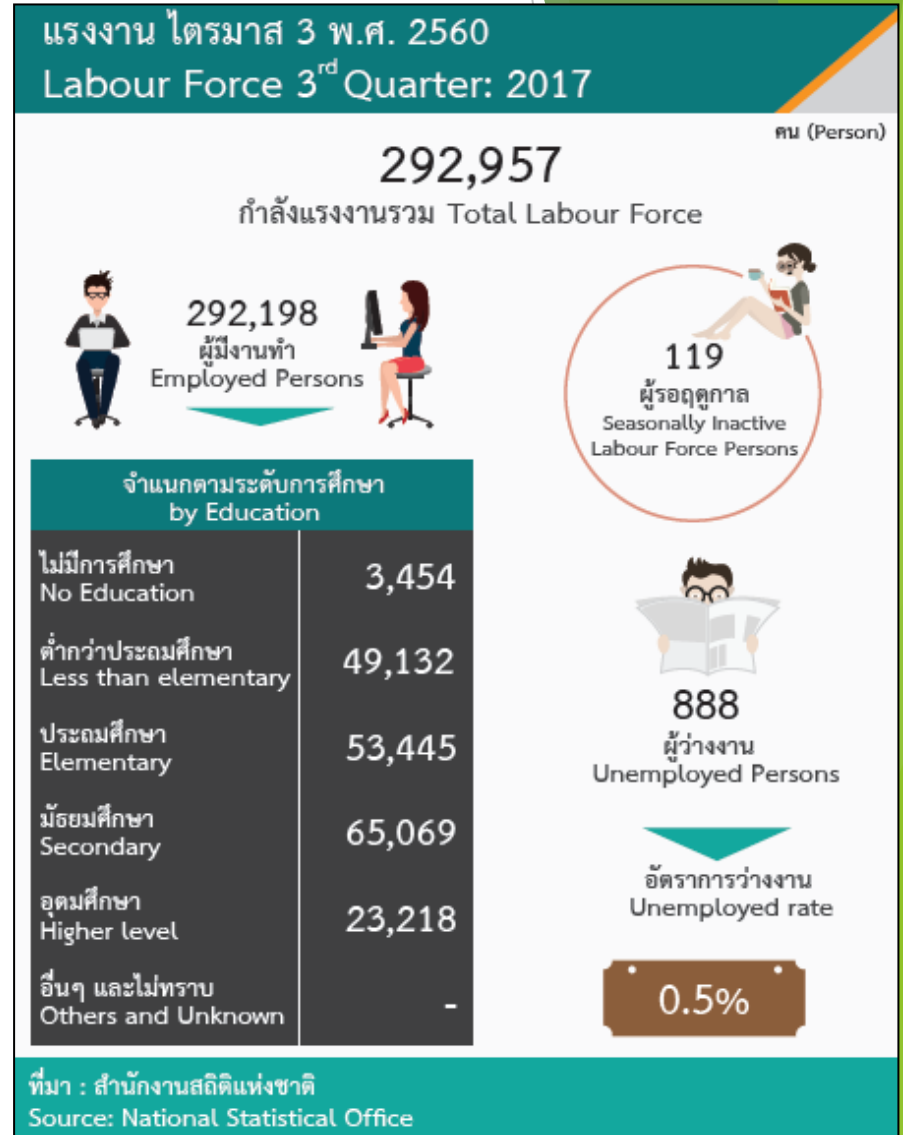 แรงงาน ไตรมาส 3 พ.ศ. 2560
Labour Force 3rd Quarter: 2017
คน (Person)
292,957
กำลังแรงงานรวม Total Labour Force
292,198
ผู้มีงานทำ
Employed Persons
119
ผู้รอฤดูกาล
Seasonally Inactive
Labour Force Persons
จำแนกตามระดับการศึกษา
by Education
ไม่มีการศึกษา
No Education
3,454
ต่ำกว่าประถมศึกษา
Less than elementary
49,132
ประถมศึกษา
Elementary
53,445
มัธยมศึกษา
Secondary
65,069
อุดมศึกษา
Higher level
23,218
อื่นๆ และไม่ทราบ
Others and Unknown
-
888
ผู้ว่างงาน
Unemployed Persons
อัตราการว่างงาน
Unemployed rate
0.5%
ที่มา : สำนักงานสถิติแห่งชาติ
Source: National Statistical Office